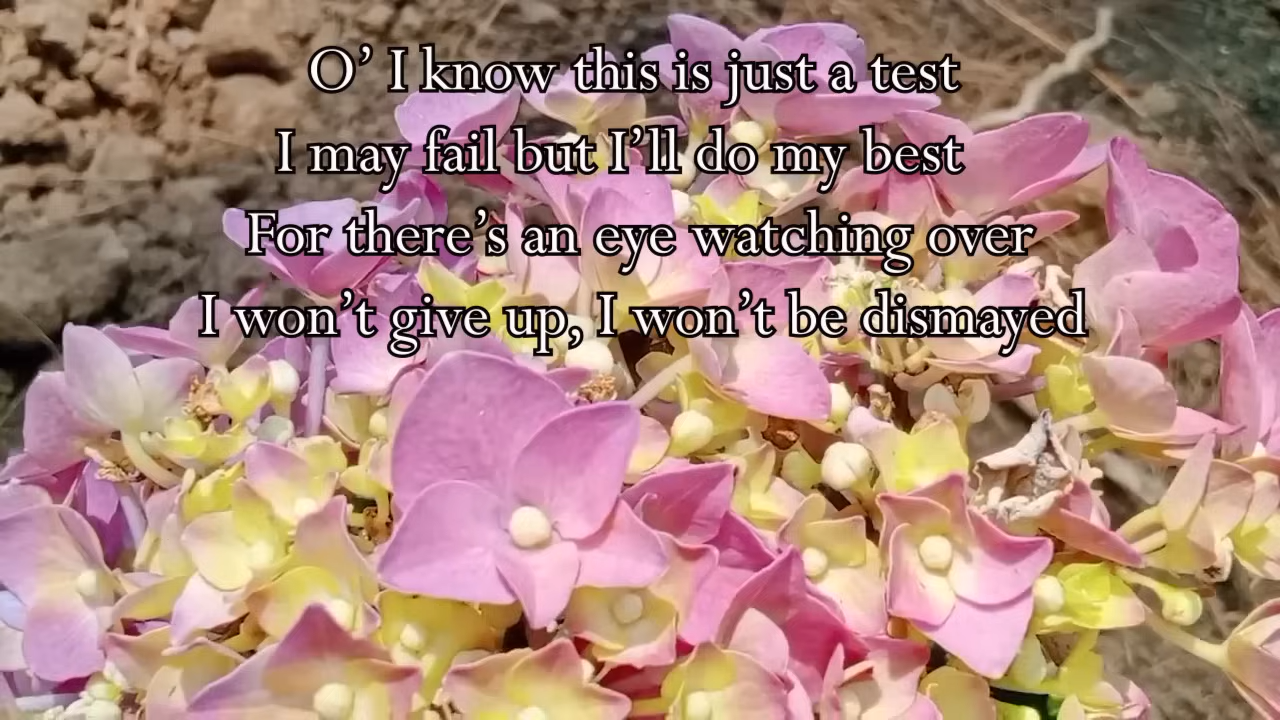 O’ I know this is just a test
I may fail but I’ll do my best
For there’s an eye watching over
I won’t give up, I won’t be dismayed